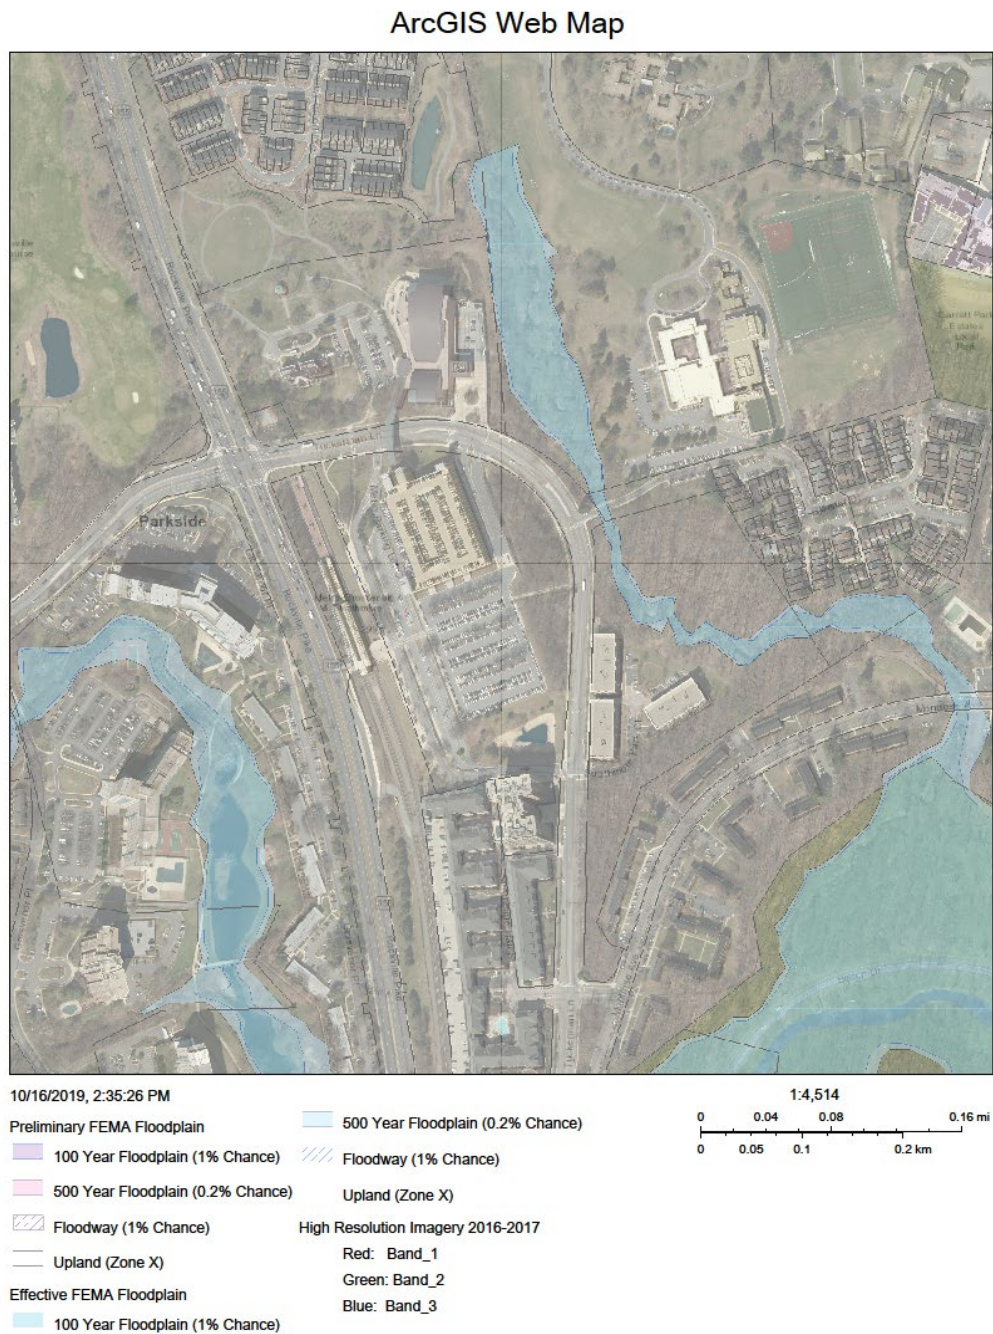 ArcGIS Web Map
Parkside
10/16/2019, 2:35:26 PM
Preliminary FEMA Floodplain
100 Year Floodplain (1% Chance)
500 Year Floodplain (0.2% Chance)
Floodway (1% Chance)
Upland (Zone X)
Effective FEMA Floodplain
100 Year Floodplain (1% Chance)
500 Year Floodplain (0.2% Chance)
Floodway (1% Chance)
Upland (Zone X)
High Resolution Imagery 2016-2017
Red: Band_1
Green: Band_2
Blue: Band_3
1:4,514
0 0.04 0.08 0.16 mi
0 0.05 0.1 0.2 km